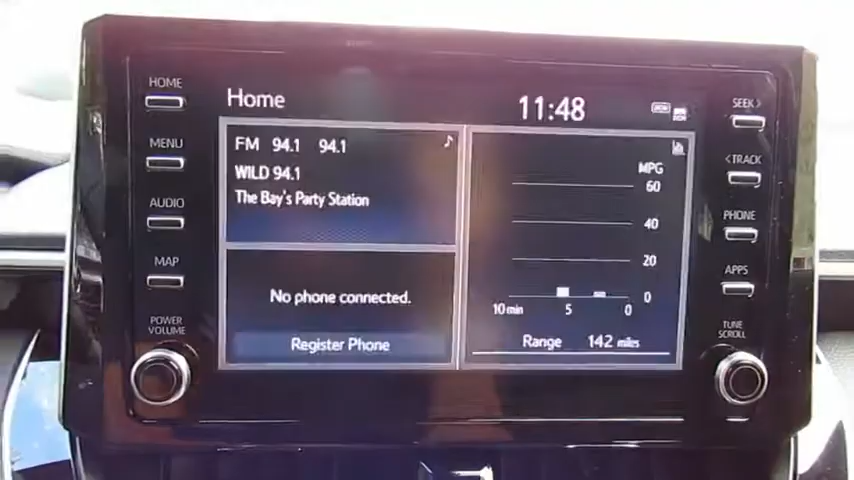 HOME
MENU
AUDIO
MAP
POWER
VOLUME
Home
11:48
FM 94.1 94.1
WILD 94.1
The Bay's Party Station
No phone connected.
Register Phone
MPG
60
40
20
0
10 min 5 0
Range 142 miles
SEEK >
< TRACK
PHONE
APPS
TUNE
SCROLL